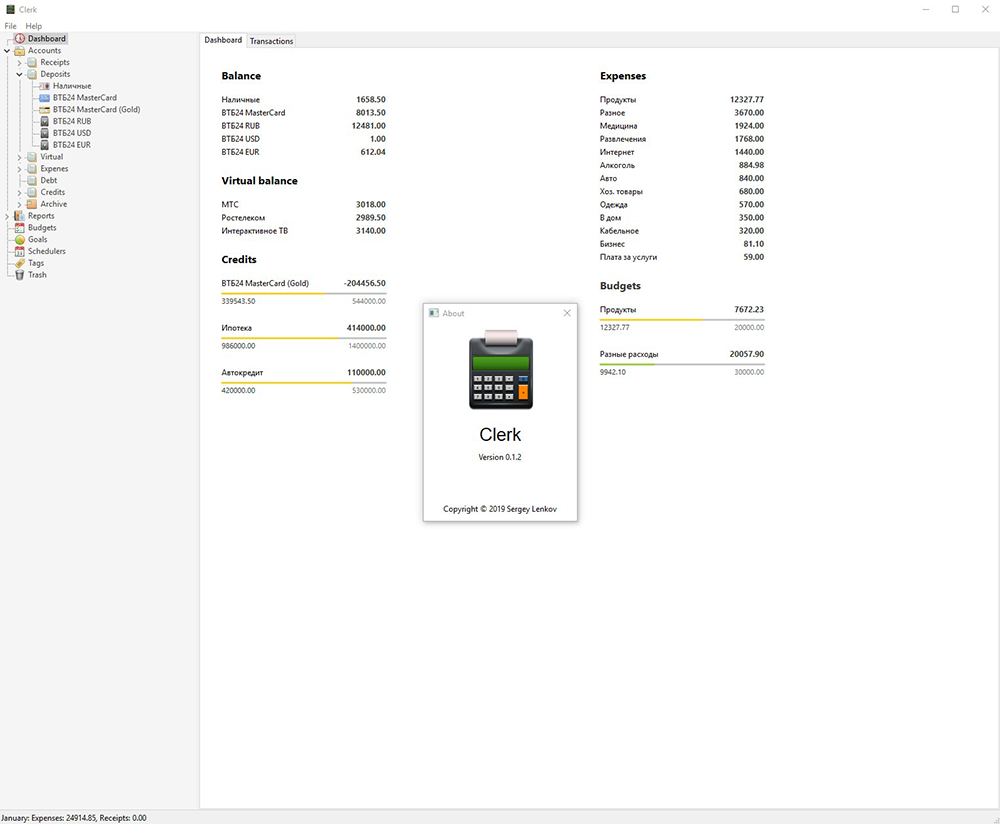 Clerk
File Help
Dashboard
Accounts
Receipts
Deposits
Наличные
ВТБ24 MasterCard
ВТБ24 MasterCard (Gold)
ВТБ24 RUB
ВТБ24 USD
ВТБ24 EUR
Virtual
Expenes
Debt
Credits
Archive
Reports
Budgets
Goals
Schedulers
Tags
Trash
Dashboard Transactions
Balance
Наличные 1658.50
ВТБ24 MasterCard 8013.50
ВТБ24 RUB 12481.00
ВТБ24 USD 1.00
ВТБ24 EUR 612.04
Virtual balance
МТС 3018.00
Ростелеком 2989.50
Интерактивное ТВ 3140.00
Credits
ВТБ24 MasterCard (Gold) -204456.50
339543.50 544000.00
Ипотека 414000.00
986000.00 1400000.00
Автокредит 110000.00
420000.00 530000.00
Expenses
Продукты 12327.77
Разное 3670.00
Медицина 1924.00
Развлечения 1768.00
Интернет 1440.00
Алкоголь 884.98
Авто 840.00
Хоз. товары 680.00
Одежда 570.00
В дом 350.00
Кабельное 320.00
Бизнес 81.10
Плата за услуги 59.00
Budgets
Продукты 7672.23
12327.77 20000.00
Разные расходы 20057.90
9942.10 30000.00
About
Clerk
Version 0.1.2
Copyright © 2019 Sergey Lenkov
January: Expenses: 24914.85, Receipts: 0.00